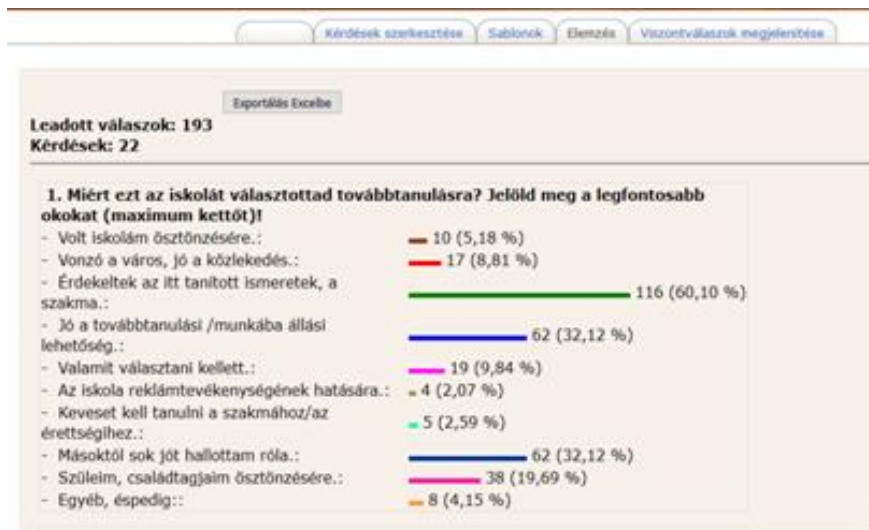 Kérdések szerkesztése Sablonok Elemzés Viszontválaszok megjelenítése
Exportálás Excelbe
Leadott válaszok: 193
Kérdések: 22
1. Miért ezt az iskolát választottad továbbtanulásra? Jelöld meg a legfontosabb
okokat (maximum kettőt)!
- Volt iskolám ösztönzésére.: 10 (5,18 %)
- Vonzó a város, jó a közlekedés.: 17 (8,81 %)
- Érdekeltek az itt tanított ismeretek, a
szakma.: 116 (60,10 %)
- Jó a továbbtanulási /munkába állási
lehetőség.: 62 (32,12 %)
- Valamit választani kellett.: 19 (9,84 %)
- Az iskola reklámtevékenységének hatására.: 4 (2,07 %)
- Keveset kell tanulni a szakmához/az
érettségihez.: 5 (2,59 %)
- Másoktól sok jót hallottam róla.: 62 (32,12 %)
- Szüleim, családtagjaim ösztönzésére.: 38 (19,69 %)
- Egyéb, éspedig:: 8 (4,15 %)